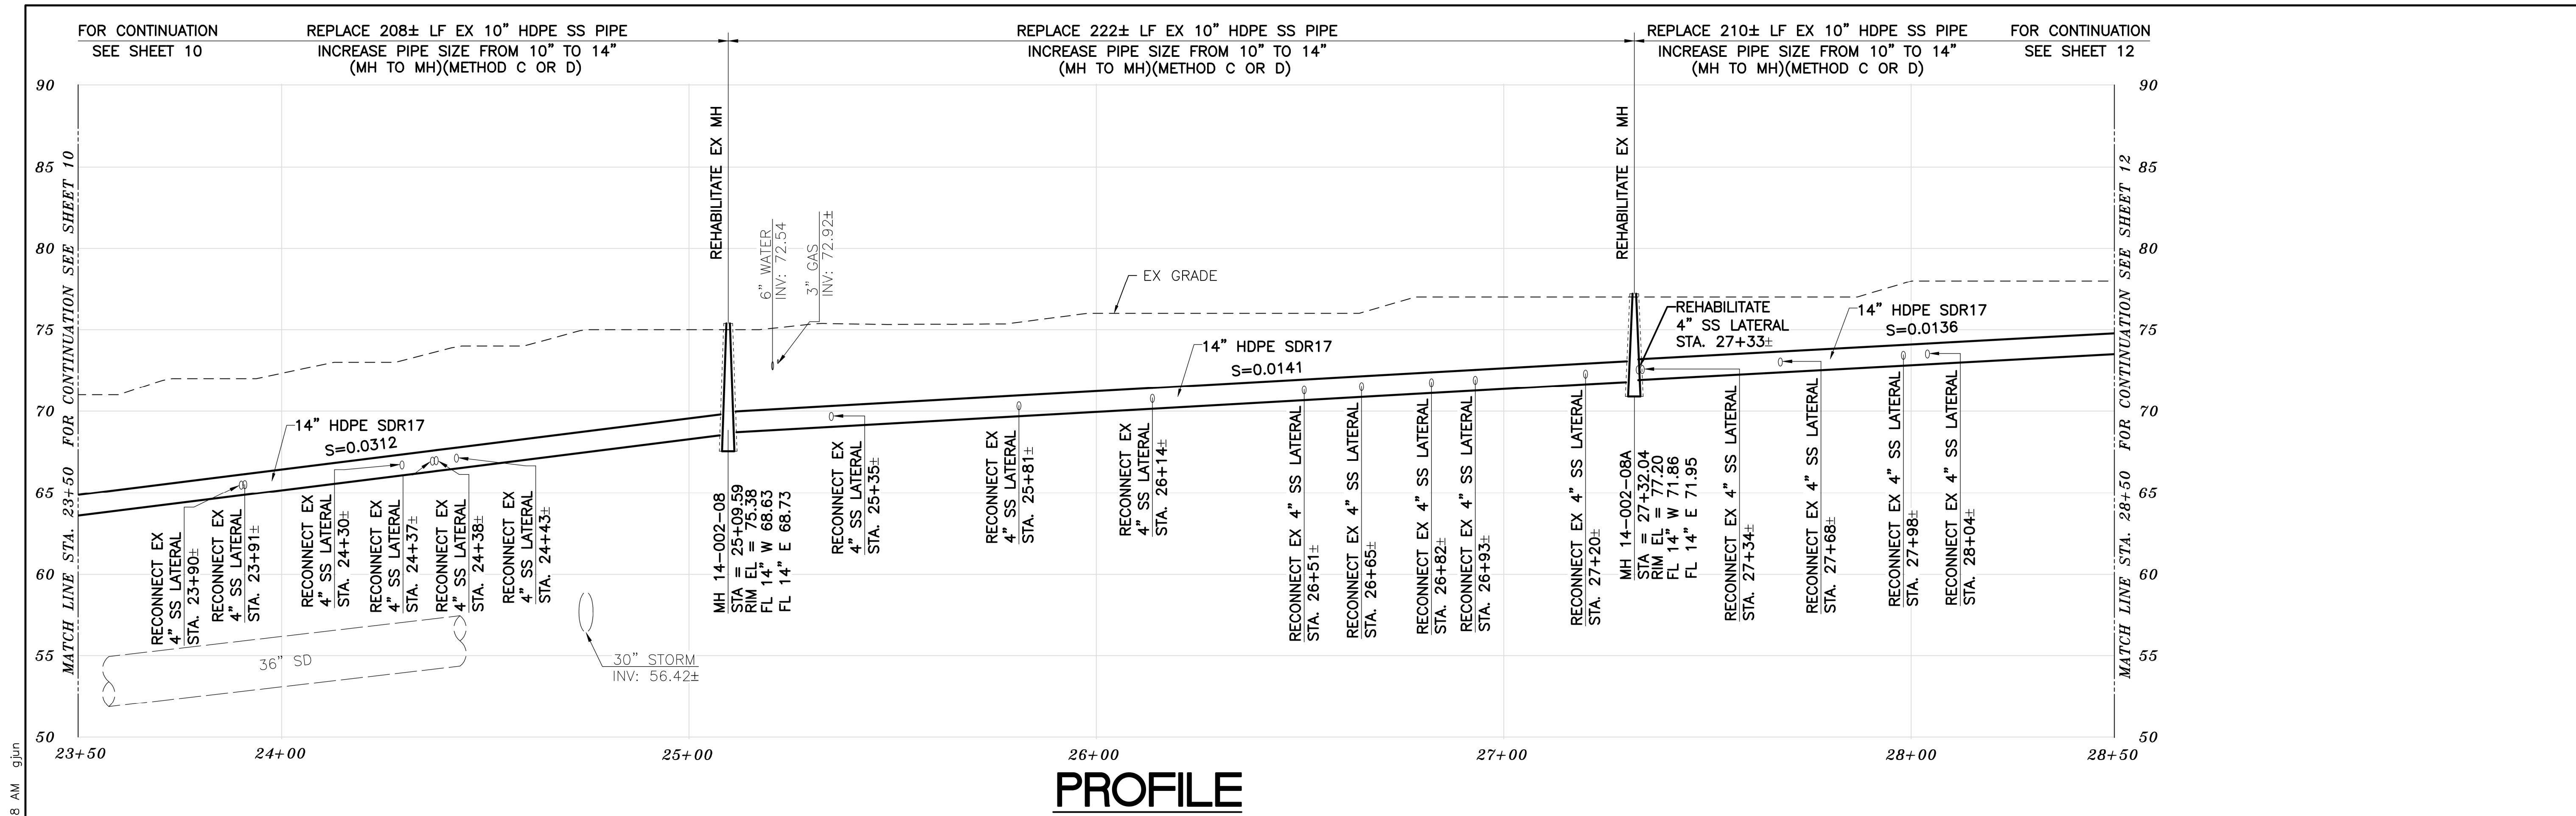 FOR CONTINUATION
SEE SHEET 10
REPLACE 208± LF EX 10" HDPE SS PIPE
INCREASE PIPE SIZE FROM 10" TO 14"
(MH TO MH)(METHOD C OR D)
REPLACE 222± LF EX 10" HDPE SS PIPE
INCREASE PIPE SIZE FROM 10" TO 14"
(MH TO MH)(METHOD C OR D)
REPLACE 210± LF EX 10" HDPE SS PIPE
INCREASE PIPE SIZE FROM 10" TO 14"
(MH TO MH)(METHOD C OR D)
FOR CONTINUATION
SEE SHEET 12
90
85
80
75
70
65
60
55
50
MATCH LINE STA. 23+50 FOR CONTINUATION SEE SHEET 10
REHABILITATE EX MH
6" WATER
INV: 72.54
3" GAS
INV: 72.92±
EX GRADE
REHABILITATE EX MH
REHABILITATE
4" SS LATERAL
STA. 27+33±
14" HDPE SDR17
S=0.0136
14" HDPE SDR17
S=0.0141
14" HDPE SDR17
S=0.0312
RECONNECT EX
4" SS LATERAL
STA. 23+90±
RECONNECT EX
4" SS LATERAL
STA. 23+91±
RECONNECT EX
4" SS LATERAL
STA. 24+30±
RECONNECT EX
4" SS LATERAL
STA. 24+37±
RECONNECT EX
4" SS LATERAL
STA. 24+38±
RECONNECT EX
4" SS LATERAL
STA. 24+43±
MH 14-002-08
STA = 25+09.59
RIM EL = 75.38
FL 14" W 68.63
FL 14" E 68.73
RECONNECT EX
4" SS LATERAL
STA. 25+35±
RECONNECT EX
4" SS LATERAL
STA. 25+81±
RECONNECT EX
4" SS LATERAL
STA. 26+14±
RECONNECT EX 4" SS LATERAL
STA. 26+51±
RECONNECT EX 4" SS LATERAL
STA. 26+65±
RECONNECT EX 4" SS LATERAL
STA. 26+82±
RECONNECT EX 4" SS LATERAL
STA. 26+93±
RECONNECT EX 4" SS LATERAL
STA. 27+20±
MH 14-002-08A
STA = 27+32.04
RIM EL = 77.20
FL 14" W 71.86
FL 14" E 71.95
RECONNECT EX 4" SS LATERAL
STA. 27+34±
RECONNECT EX 4" SS LATERAL
STA. 27+68±
RECONNECT EX 4" SS LATERAL
STA. 27+98±
RECONNECT EX 4" SS LATERAL
STA. 28+04±
36" SD
30" STORM
INV: 56.42±
MATCH LINE STA. 28+50 FOR CONTINUATION SEE SHEET 12
90
85
80
75
70
65
60
55
50
23+50
24+00
25+00
26+00
27+00
28+00
28+50
PROFILE
8 AM gjun